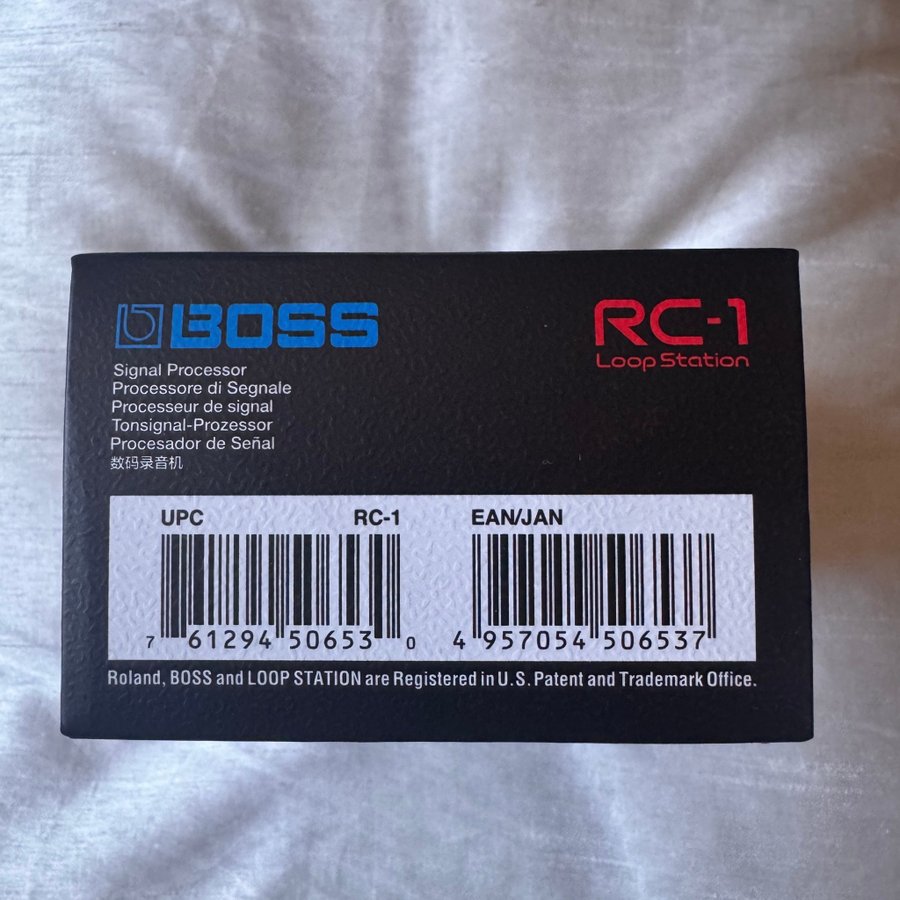 BOSS
RC-1
Loop Station
Signal Processor
Processore di Segnale
Processeur de signal
Tonsignal-Prozessor
Procesador de Señal
数码录音机
UPC RC-1 EAN/JAN
7 61294 50653 0 4 957054 506537
Roland, BOSS and LOOP STATION are Registered in U.S. Patent and Trademark Office.